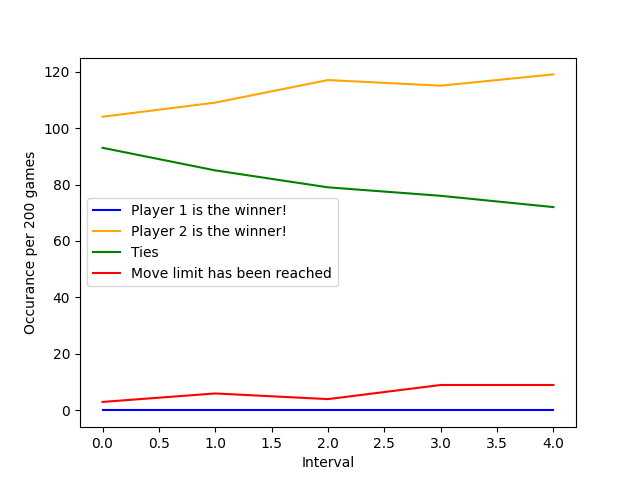 120
100
80
60
40
20
0
Occurance per 200 games
Player 1 is the winner!
Player 2 is the winner!
Ties
Move limit has been reached
0.0 0.5 1.0 1.5 2.0 2.5 3.0 3.5 4.0
Interval